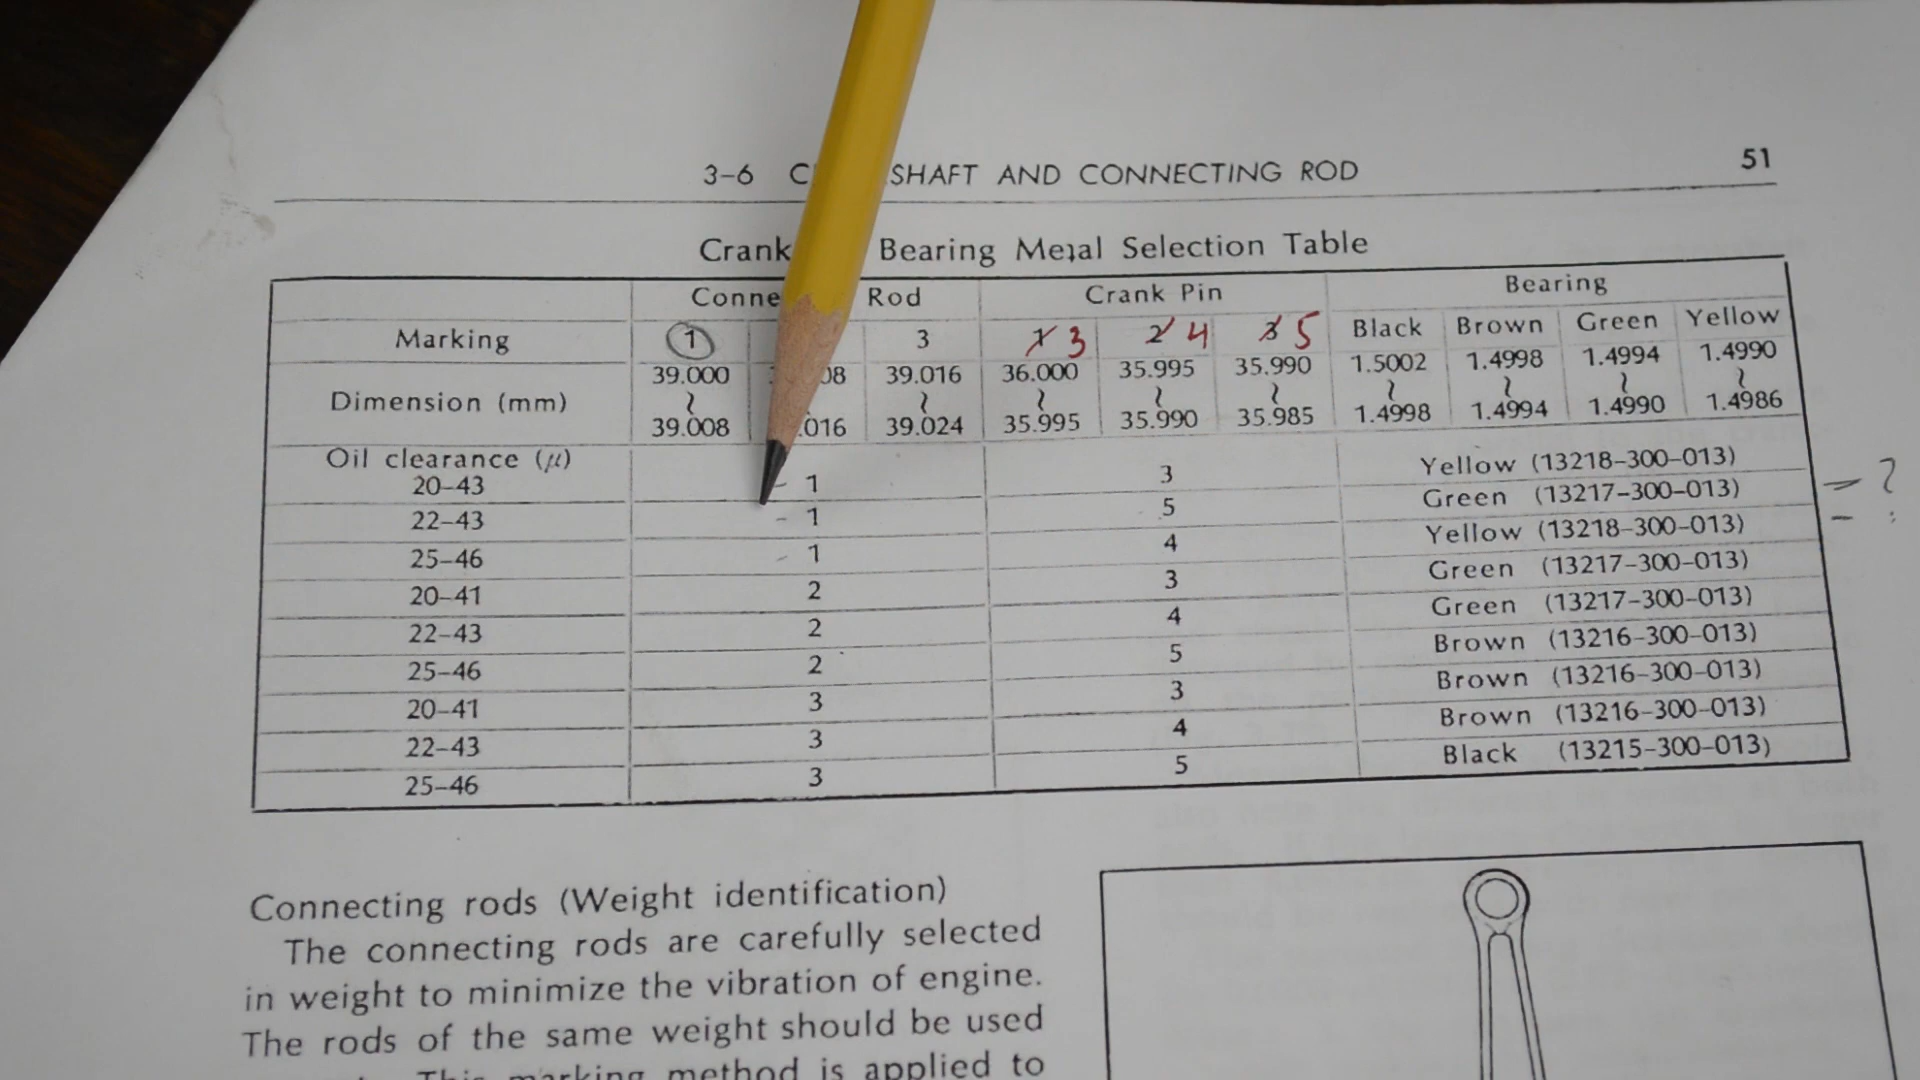 3-6 SHAFT AND CONNECTING ROD 51
Crank Bearing Metal Selection Table
Rod Crank Pin Bearing
Marking 1 3 1 3 2 4 3 5 Black Brown Green Yellow
39.000 39.016 36.000 35.995 35.990 1.5002 1.4998 1.4994 1.4990
Dimension (mm) ~ ~ ~ ~ ~ ~ ~ ~ ~
39.008 .016 39.024 35.995 35.990 35.985 1.4998 1.4994 1.4990 1.4986
Oil clearance (μ)
20-43 - 1 3 Yellow (13218-300-013)
22-43 - 1 5 Green (13217-300-013) - ?
25-46 - 1 4 Yellow (13218-300-013) -
20-41 2 3 Green (13217-300-013)
22-43 2 4 Green (13217-300-013)
25-46 2 5 Brown (13216-300-013)
20-41 3 3 Brown (13216-300-013)
22-43 3 4 Brown (13216-300-013)
25-46 3 5 Black (13215-300-013)
Connecting rods (Weight identification)
The connecting rods are carefully selected
in weight to minimize the vibration of engine.
The rods of the same weight should be used
This marking method is applied to